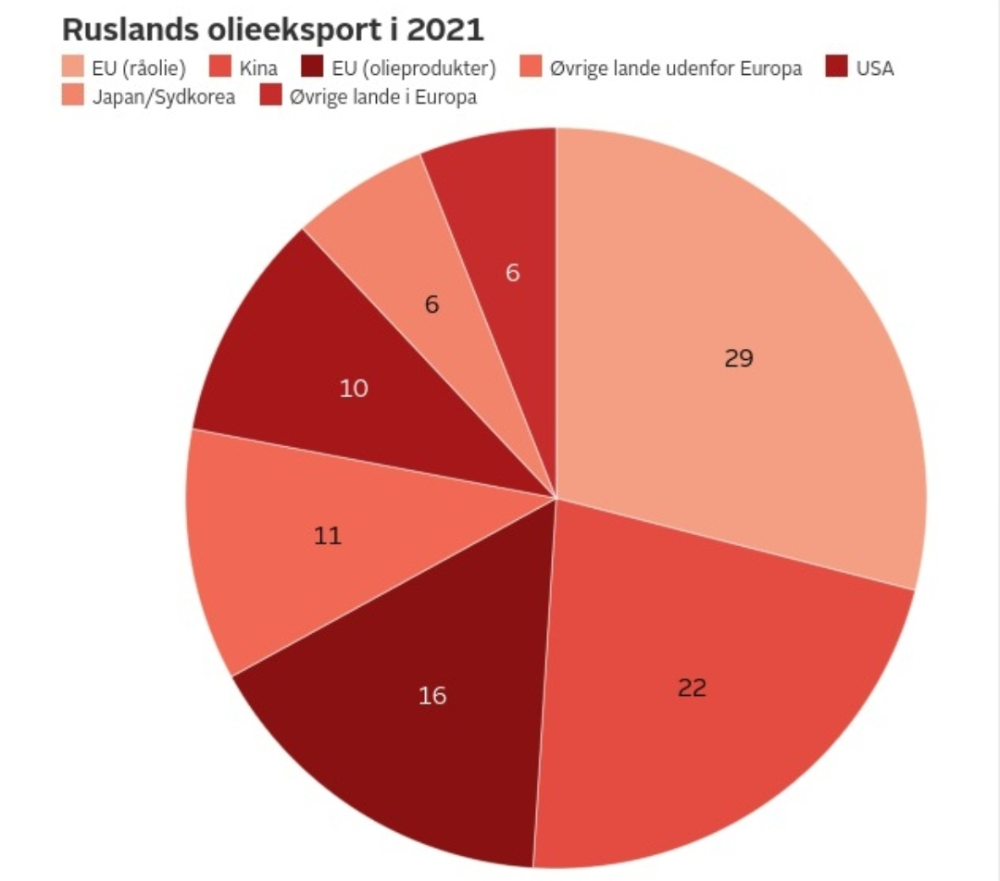 Ruslands olieeksport i 2021
EU (råolie) Kina EU (olieprodukter) Øvrige lande udenfor Europa USA
Japan/Sydkorea Øvrige lande i Europa
6
6
29
10
11
22
16